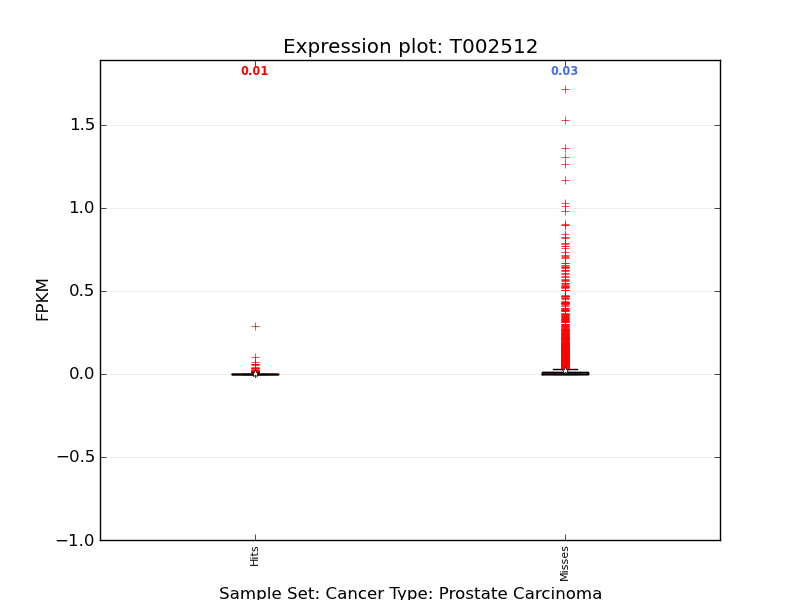 Expression plot: T002512
0.01
0.03
1.5
1.0
0.5
0.0
−0.5
−1.0
FPKM
Hits
Misses
Sample Set: Cancer Type: Prostate Carcinoma